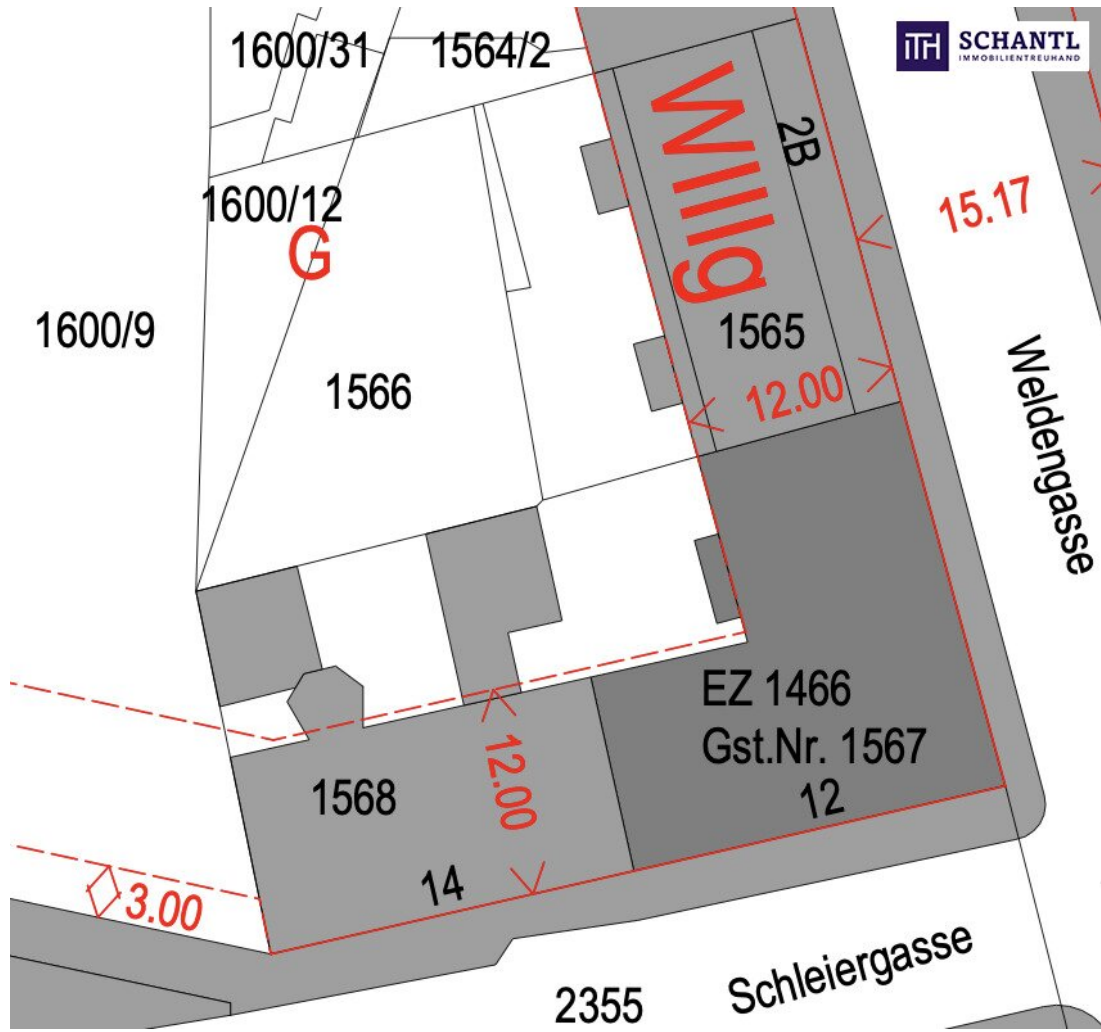 1600/31
1564/2
ITH SCHANTL
IMMOBILIENTREUHAND
WIIIg
2B
1600/12
G
15.17
1600/9
1566
1565
12.00
Weldengasse
EZ 1466
Gst.Nr. 1567
12
12.00
1568
14
3.00
Schleiergasse
2355